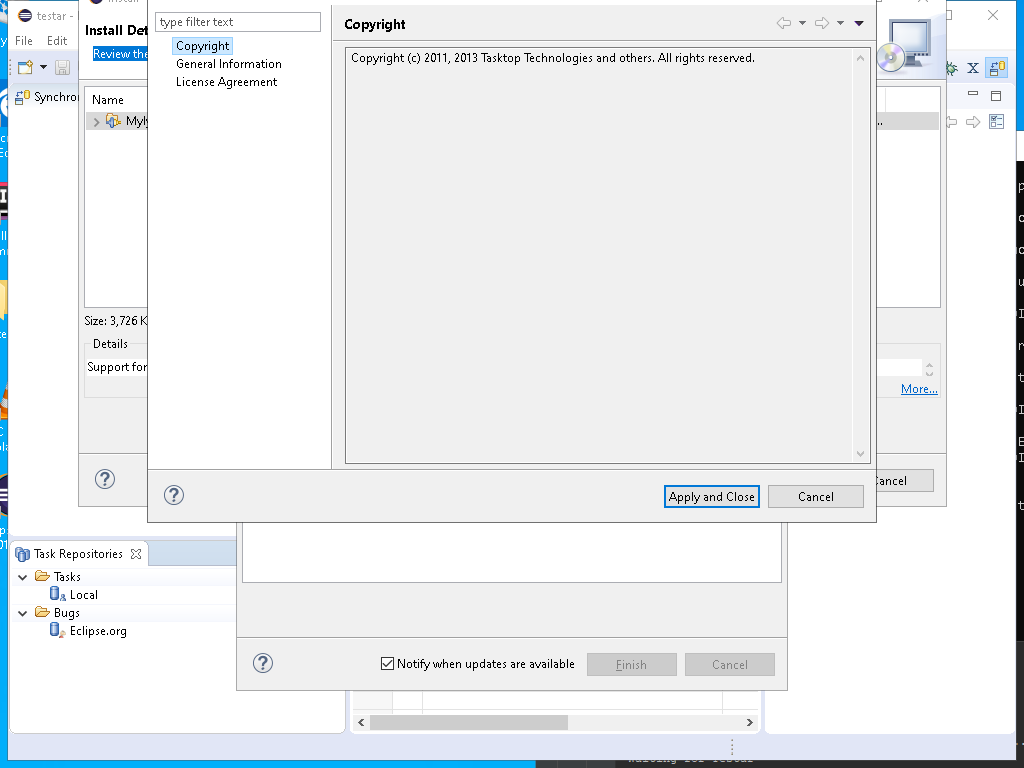 testar -
File Edit
Synchro
Install Det
Review the
Name
Myly
Size: 3,726 K
Details
Support for
type filter text
Copyright
General Information
License Agreement
Copyright
Copyright (c) 2011, 2013 Tasktop Technologies and others. All rights reserved.
Apply and Close
Cancel
More...
Cancel
Task Repositories
Tasks
Local
Bugs
Eclipse.org
Notify when updates are available
Finish
Cancel